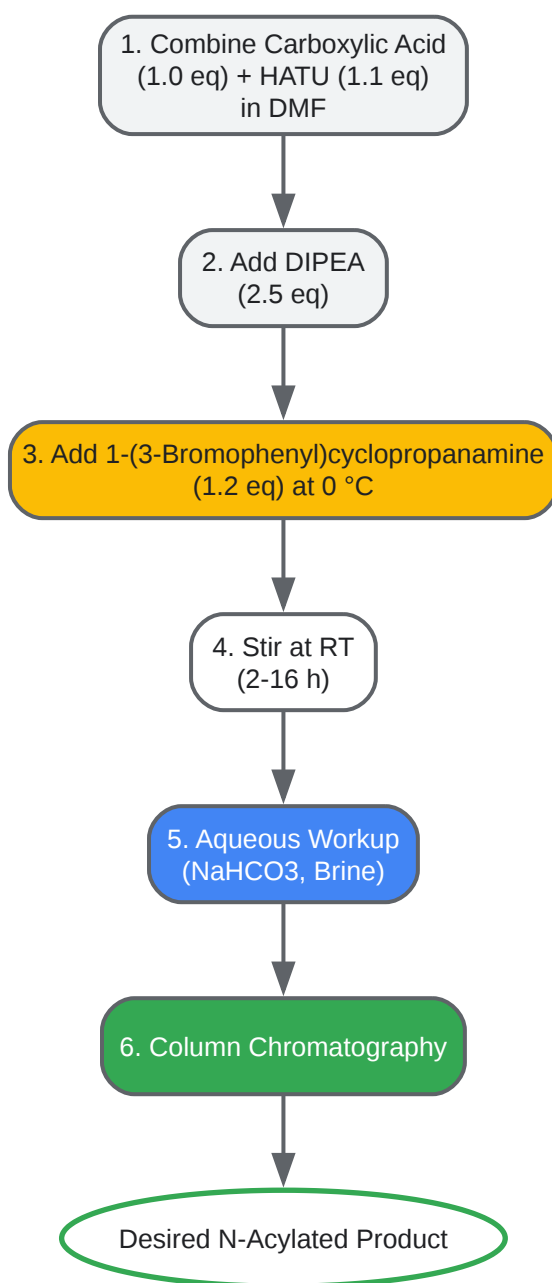 1. Combine Carboxylic Acid
(1.0 eq) + HATU (1.1 eq)
in DMF
2. Add DIPEA
(2.5 eq)
3. Add 1-(3-Bromophenyl)cyclopropanamine
(1.2 eq) at 0 °C
4. Stir at RT
(2-16 h)
5. Aqueous Workup
(NaHCO3, Brine)
6. Column Chromatography
Desired N-Acylated Product